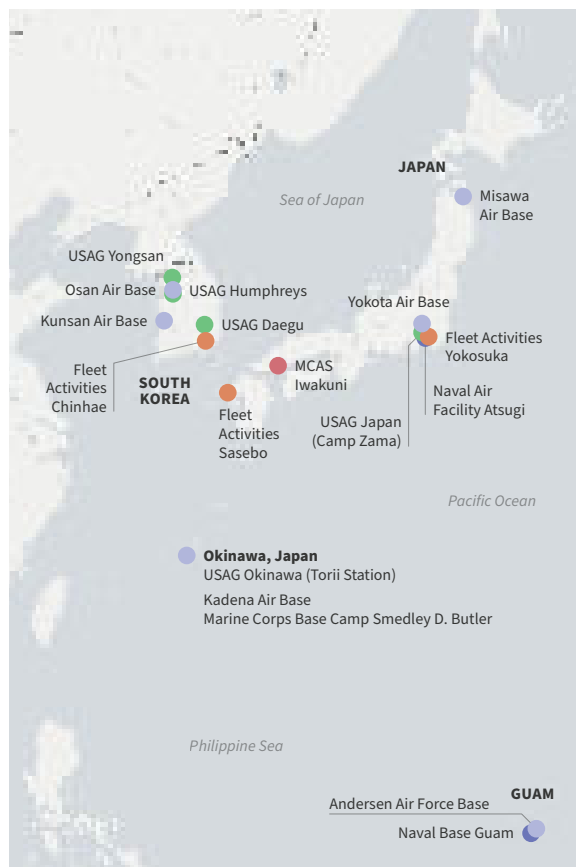 JAPAN
Sea of Japan
Misawa
Air Base
USAG Yongsan
Osan Air Base
USAG Humphreys
Kunsan Air Base
USAG Daegu
Yokota Air Base
Fleet Activities
Yokosuka
Fleet
Activities
Chinhae
SOUTH
KOREA
MCAS
Iwakuni
Naval Air
Facility Atsugi
Fleet
Activities
Sasebo
USAG Japan
(Camp Zama)
Pacific Ocean
Okinawa, Japan
USAG Okinawa (Torii Station)
Kadena Air Base
Marine Corps Base Camp Smedley D. Butler
Philippine Sea
GUAM
Andersen Air Force Base
Naval Base Guam